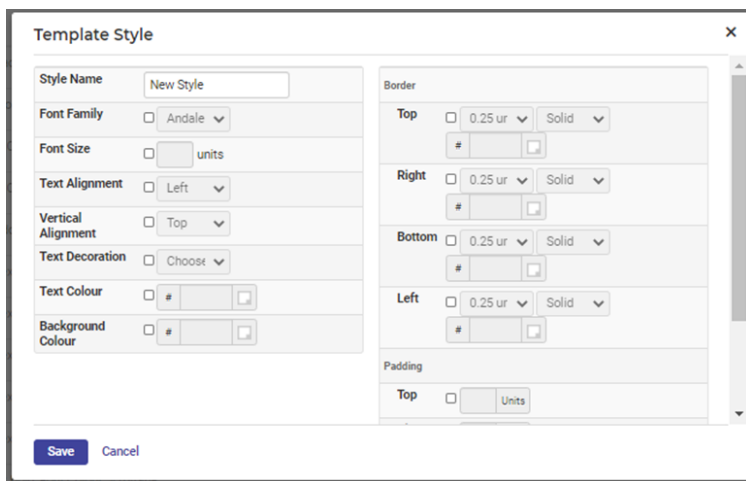 Template Style
Style Name New Style
Font Family Andale
Font Size units
Text Alignment Left
Vertical
Alignment Top
Text Decoration Choose
Text Colour #
Background
Colour #
Border
Top 0.25 ur Solid
#
Right 0.25 ur Solid
#
Bottom 0.25 ur Solid
#
Left 0.25 ur Solid
#
Padding
Top Units
Save Cancel